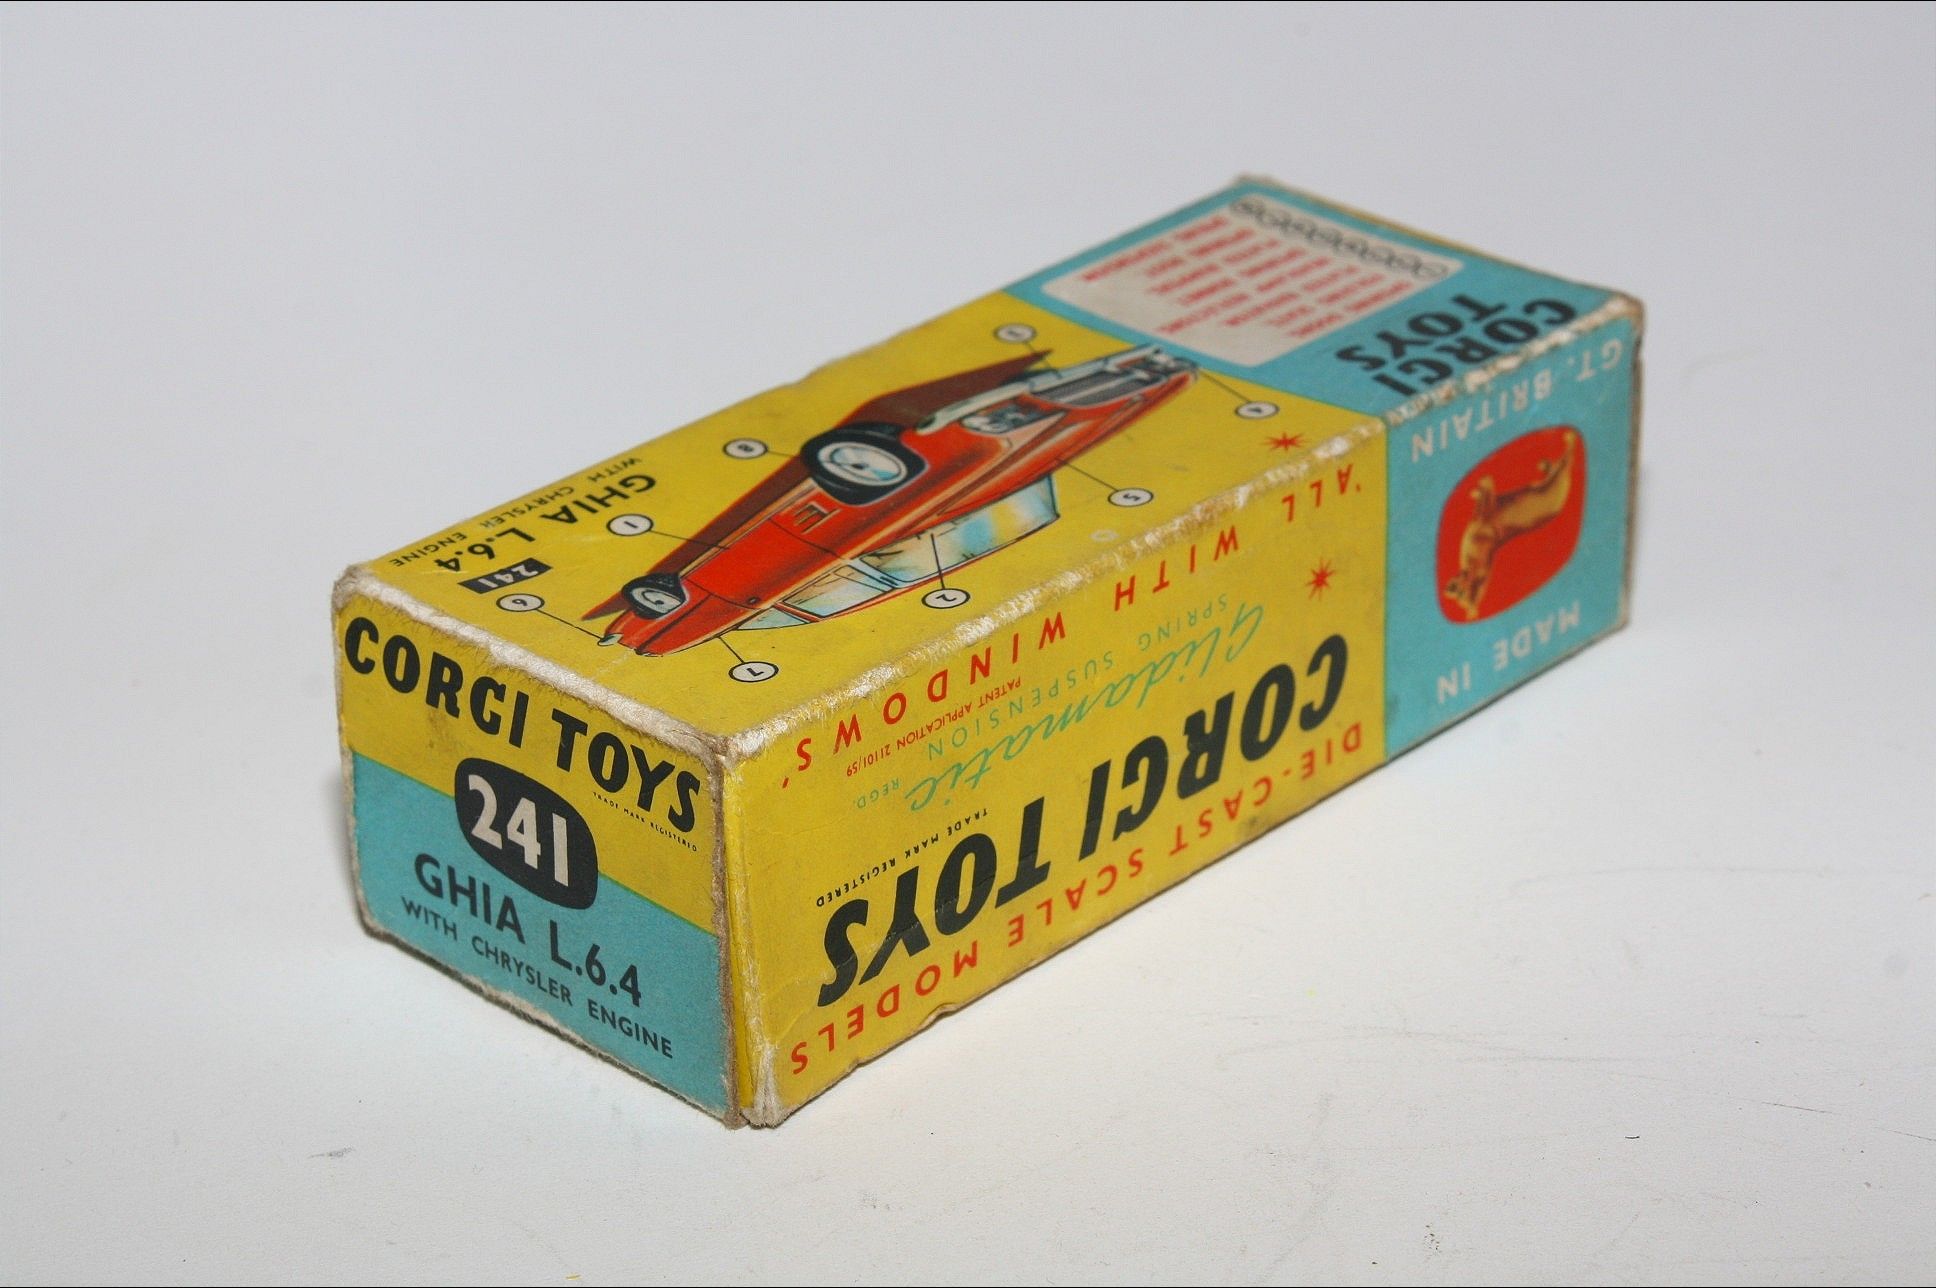 CORGI TOYS
TRADE MARK REGISTERED
241
GHIA L.6.4
WITH CHRYSLER ENGINE
GHIA L.6.4
WITH CHRYSLER ENGINE
241
1
2
5
4
8
6
7
CORGI
TOYS
DIE-CAST SCALE MODELS
CORGI TOYS
TRADE MARK REGISTERED
Glidamatic REGD.
SPRING SUSPENSION
PATENT APPLICATION 21101/59
'ALL WITH WINDOWS'
MADE IN
GT. BRITAIN